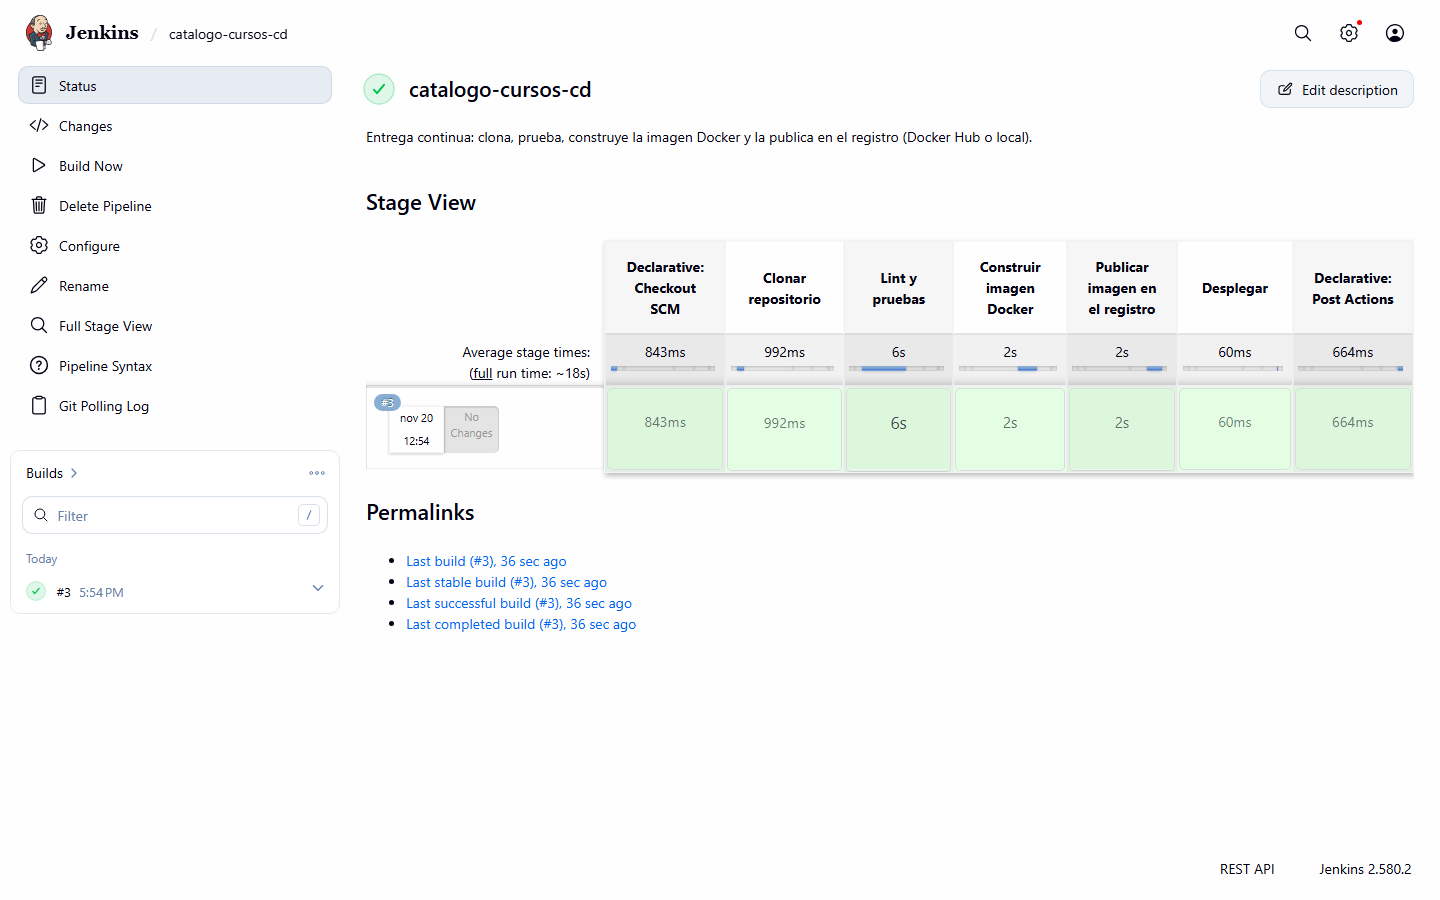 Jenkins / catalogo-cursos-cd
Status
Changes
Build Now
Delete Pipeline
Configure
Rename
Full Stage View
Pipeline Syntax
Git Polling Log
Builds
Filter /
Today
#3 5:54 PM
catalogo-cursos-cd
Edit description
Entrega continua: clona, prueba, construye la imagen Docker y la publica en el registro (Docker Hub o local).
Stage View
Declarative:
Checkout
SCM
Clonar
repositorio
Lint y
pruebas
Construir
imagen
Docker
Publicar
imagen en
el registro
Desplegar
Declarative:
Post Actions
Average stage times:
(full run time: ~18s)
843ms 992ms 6s 2s 2s 60ms 664ms
#3
nov 20
12:54
No
Changes
843ms 992ms 6s 2s 2s 60ms 664ms
Permalinks
Last build (#3), 36 sec ago
Last stable build (#3), 36 sec ago
Last successful build (#3), 36 sec ago
Last completed build (#3), 36 sec ago
REST API Jenkins 2.580.2